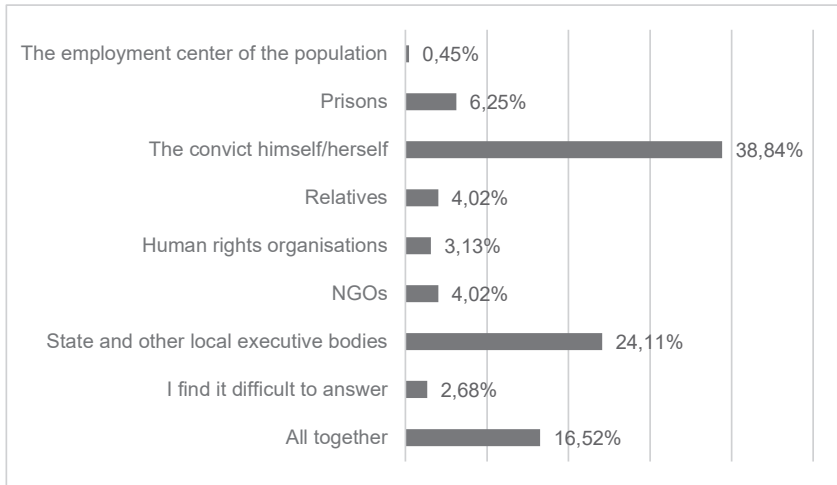 The employment center of the population 0,45%
Prisons 6,25%
The convict himself/herself 38,84%
Relatives 4,02%
Human rights organisations 3,13%
NGOs 4,02%
State and other local executive bodies 24,11%
I find it difficult to answer 2,68%
All together 16,52%